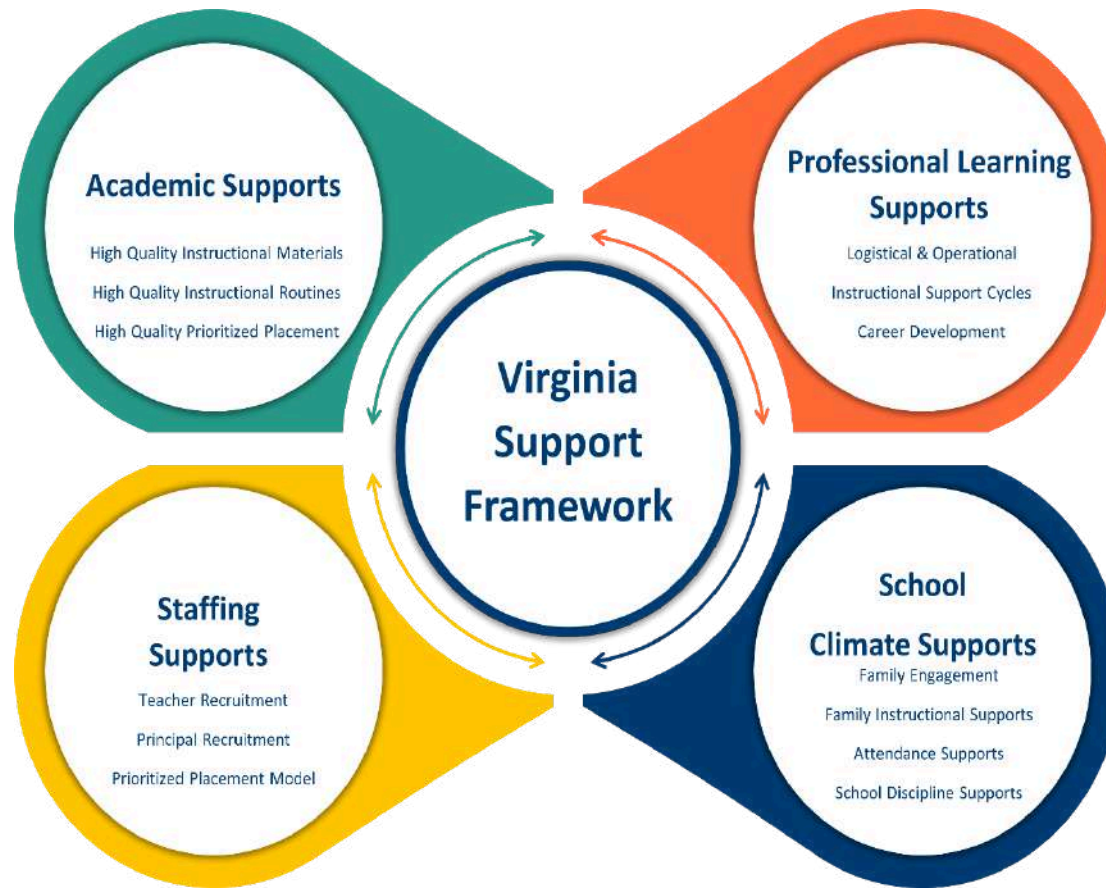 Academic Supports
High Quality Instructional Materials
High Quality Instructional Routines
High Quality Prioritized Placement
Professional Learning
Supports
Logistical & Operational
Instructional Support Cycles
Career Development
Virginia
Support
Framework
Staffing
Supports
Teacher Recruitment
Principal Recruitment
Prioritized Placement Model
School
Climate Supports
Family Engagement
Family Instructional Supports
Attendance Supports
School Discipline Supports